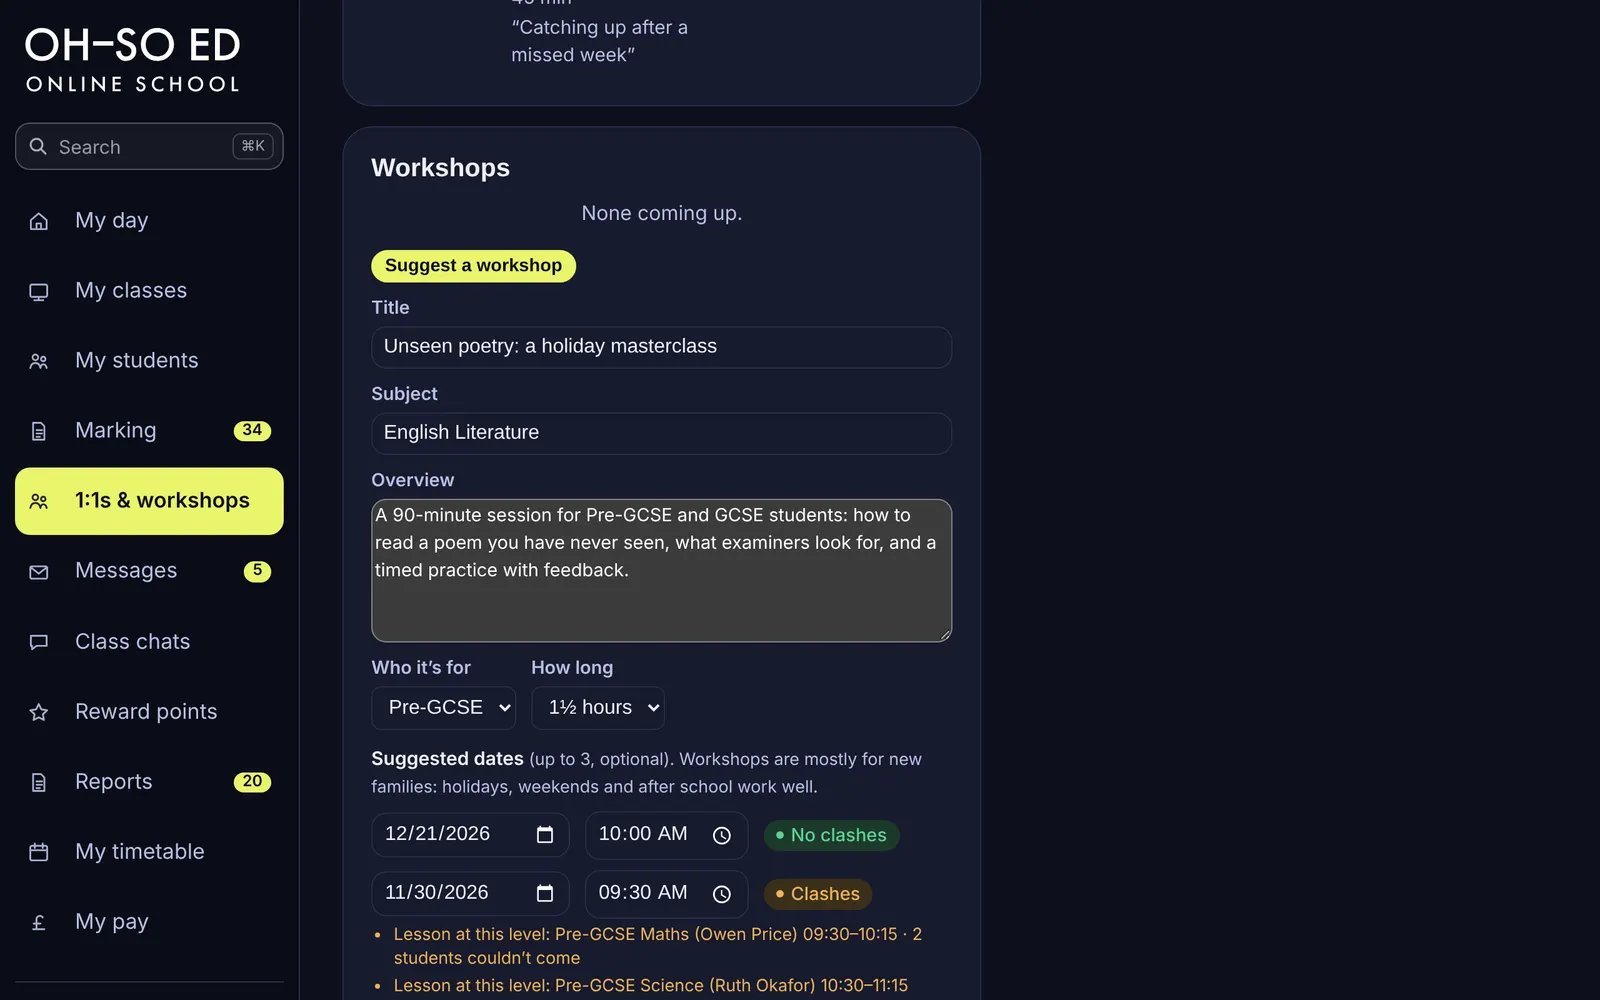 OH-SO ED
ONLINE SCHOOL
Search ⌘K
My day
My classes
My students
Marking 34
1:1s & workshops
Messages 5
Class chats
Reward points
Reports 20
My timetable
£ My pay
“Catching up after a
missed week”
Workshops
None coming up.
Suggest a workshop
Title
Unseen poetry: a holiday masterclass
Subject
English Literature
Overview
A 90-minute session for Pre-GCSE and GCSE students: how to
read a poem you have never seen, what examiners look for, and a
timed practice with feedback.
Who it’s for How long
Pre-GCSE 1½ hours
Suggested dates (up to 3, optional). Workshops are mostly for new
families: holidays, weekends and after school work well.
12/21/2026 10:00 AM • No clashes
11/30/2026 09:30 AM • Clashes
• Lesson at this level: Pre-GCSE Maths (Owen Price) 09:30–10:15 · 2
students couldn’t come
• Lesson at this level: Pre-GCSE Science (Ruth Okafor) 10:30–11:15